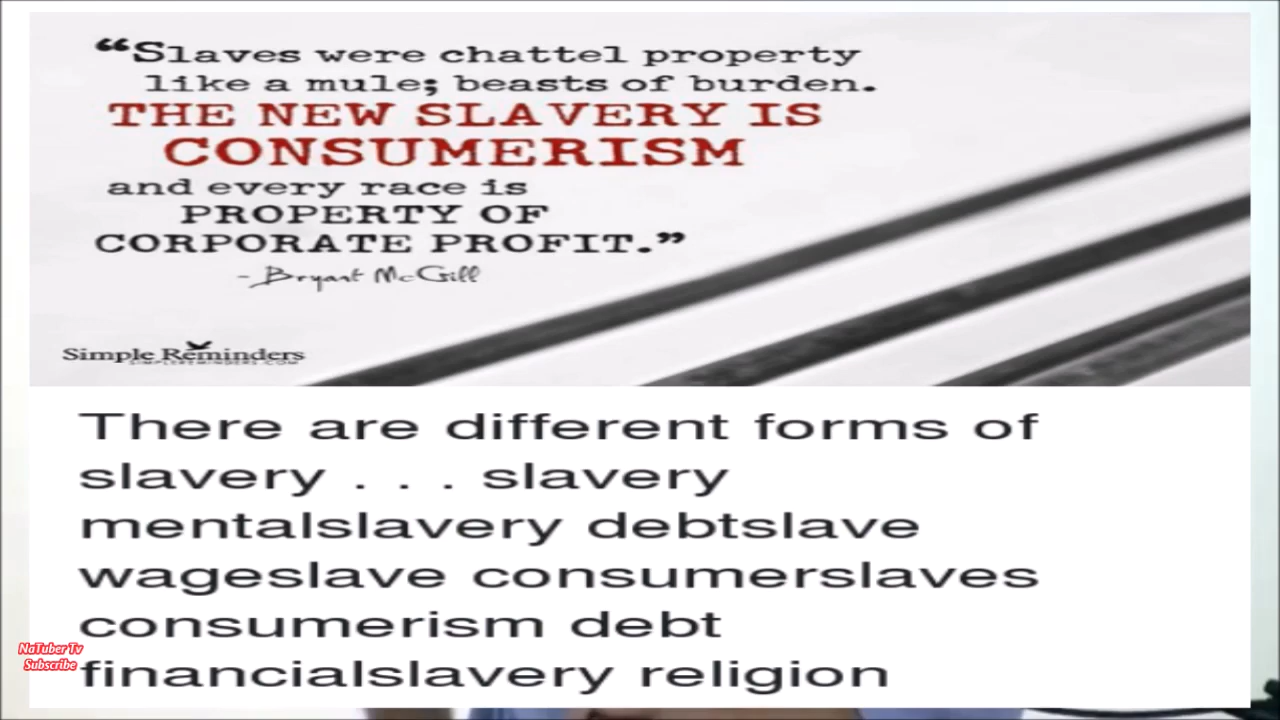 “Slaves were chattel property
like a mule; beasts of burden.
THE NEW SLAVERY IS
CONSUMERISM
and every race is
PROPERTY OF
CORPORATE PROFIT.”
- Bryant McGill
Simple Reminders
SIMPLEREMINDERS.COM
There are different forms of
slavery . . . slavery
mentalslavery debtslave
wageslave consumerslaves
consumerism debt
financialslavery religion
NaTuber Tv
Subscribe